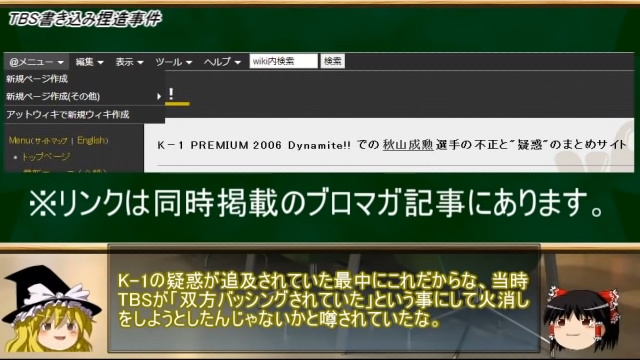 TBS書き込み捏造事件
@メニュー 編集 表示 ツール ヘルプ wiki内検索 検索
新規ページ作成
新規ページ作成(その他)
!
アットウィキで新規ウィキ作成
Menu(サイトマップ | English)
K-1 PREMIUM 2006 Dynamite!! での秋山成勲選手の不正と"疑惑"のまとめサイト
トップページ
※リンクは同時掲載のブロマガ記事にあります。
K-1の疑惑が追及されていた最中にこれだからな、当時
TBSが「双方バッシングされていた」という事にして火消し
をしようとしたんじゃないかと噂されていたな。